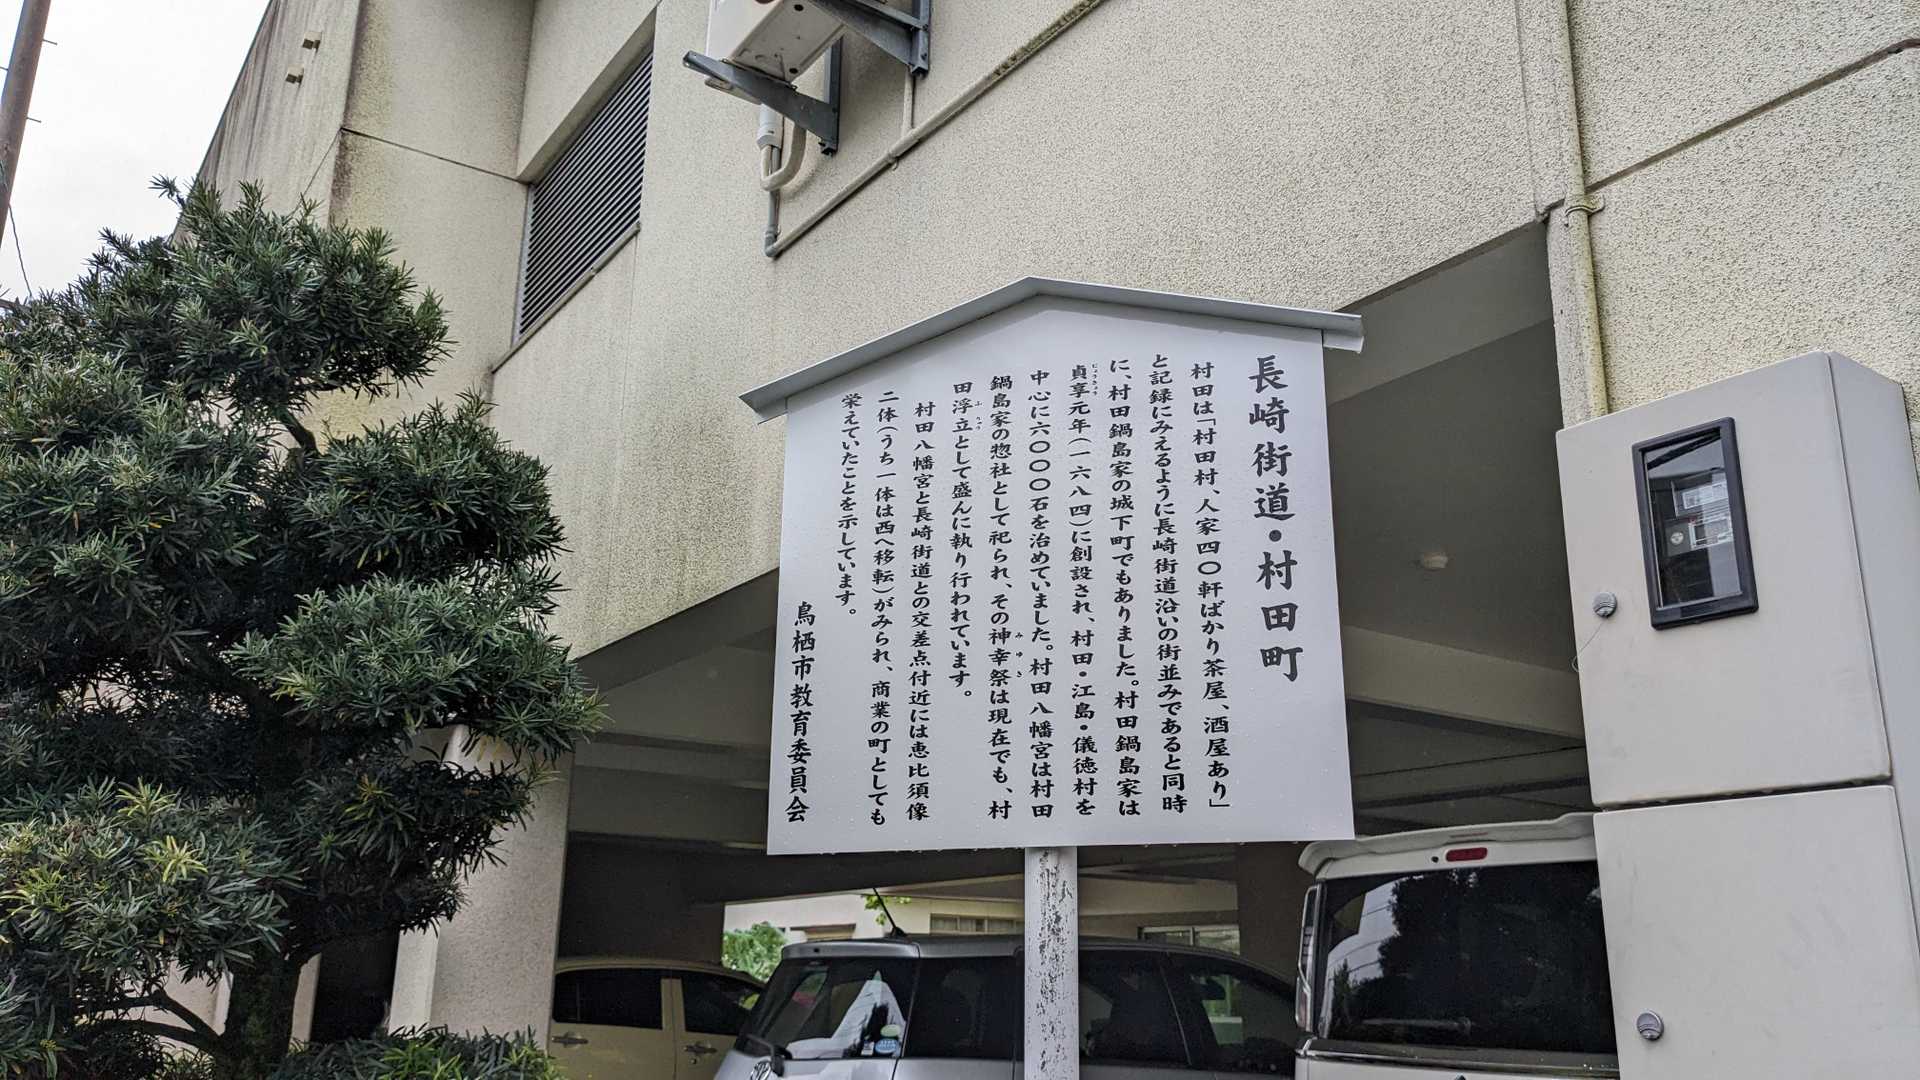 長崎街道・村田町
村田は「村田村、人家四〇軒ばかり茶屋、酒屋あり」
と記録にみえるように長崎街道沿いの街並みであると同時
に、村田鍋島家の城下町でもありました。村田鍋島家は
貞享元年(一六八四)に創設され、村田・江島・儀徳村を
じょうきょう
中心に六〇〇〇石を治めていました。村田八幡宮は村田
鍋島家の惣社として祀られ、その神幸祭は現在でも、村
みゆき
田浮立として盛んに執り行われています。
村田八幡宮と長崎街道との交差点付近には恵比須像
二体(うち一体は西へ移転)がみられ、商業の町としても
栄えていたことを示しています。
鳥栖市教育委員会